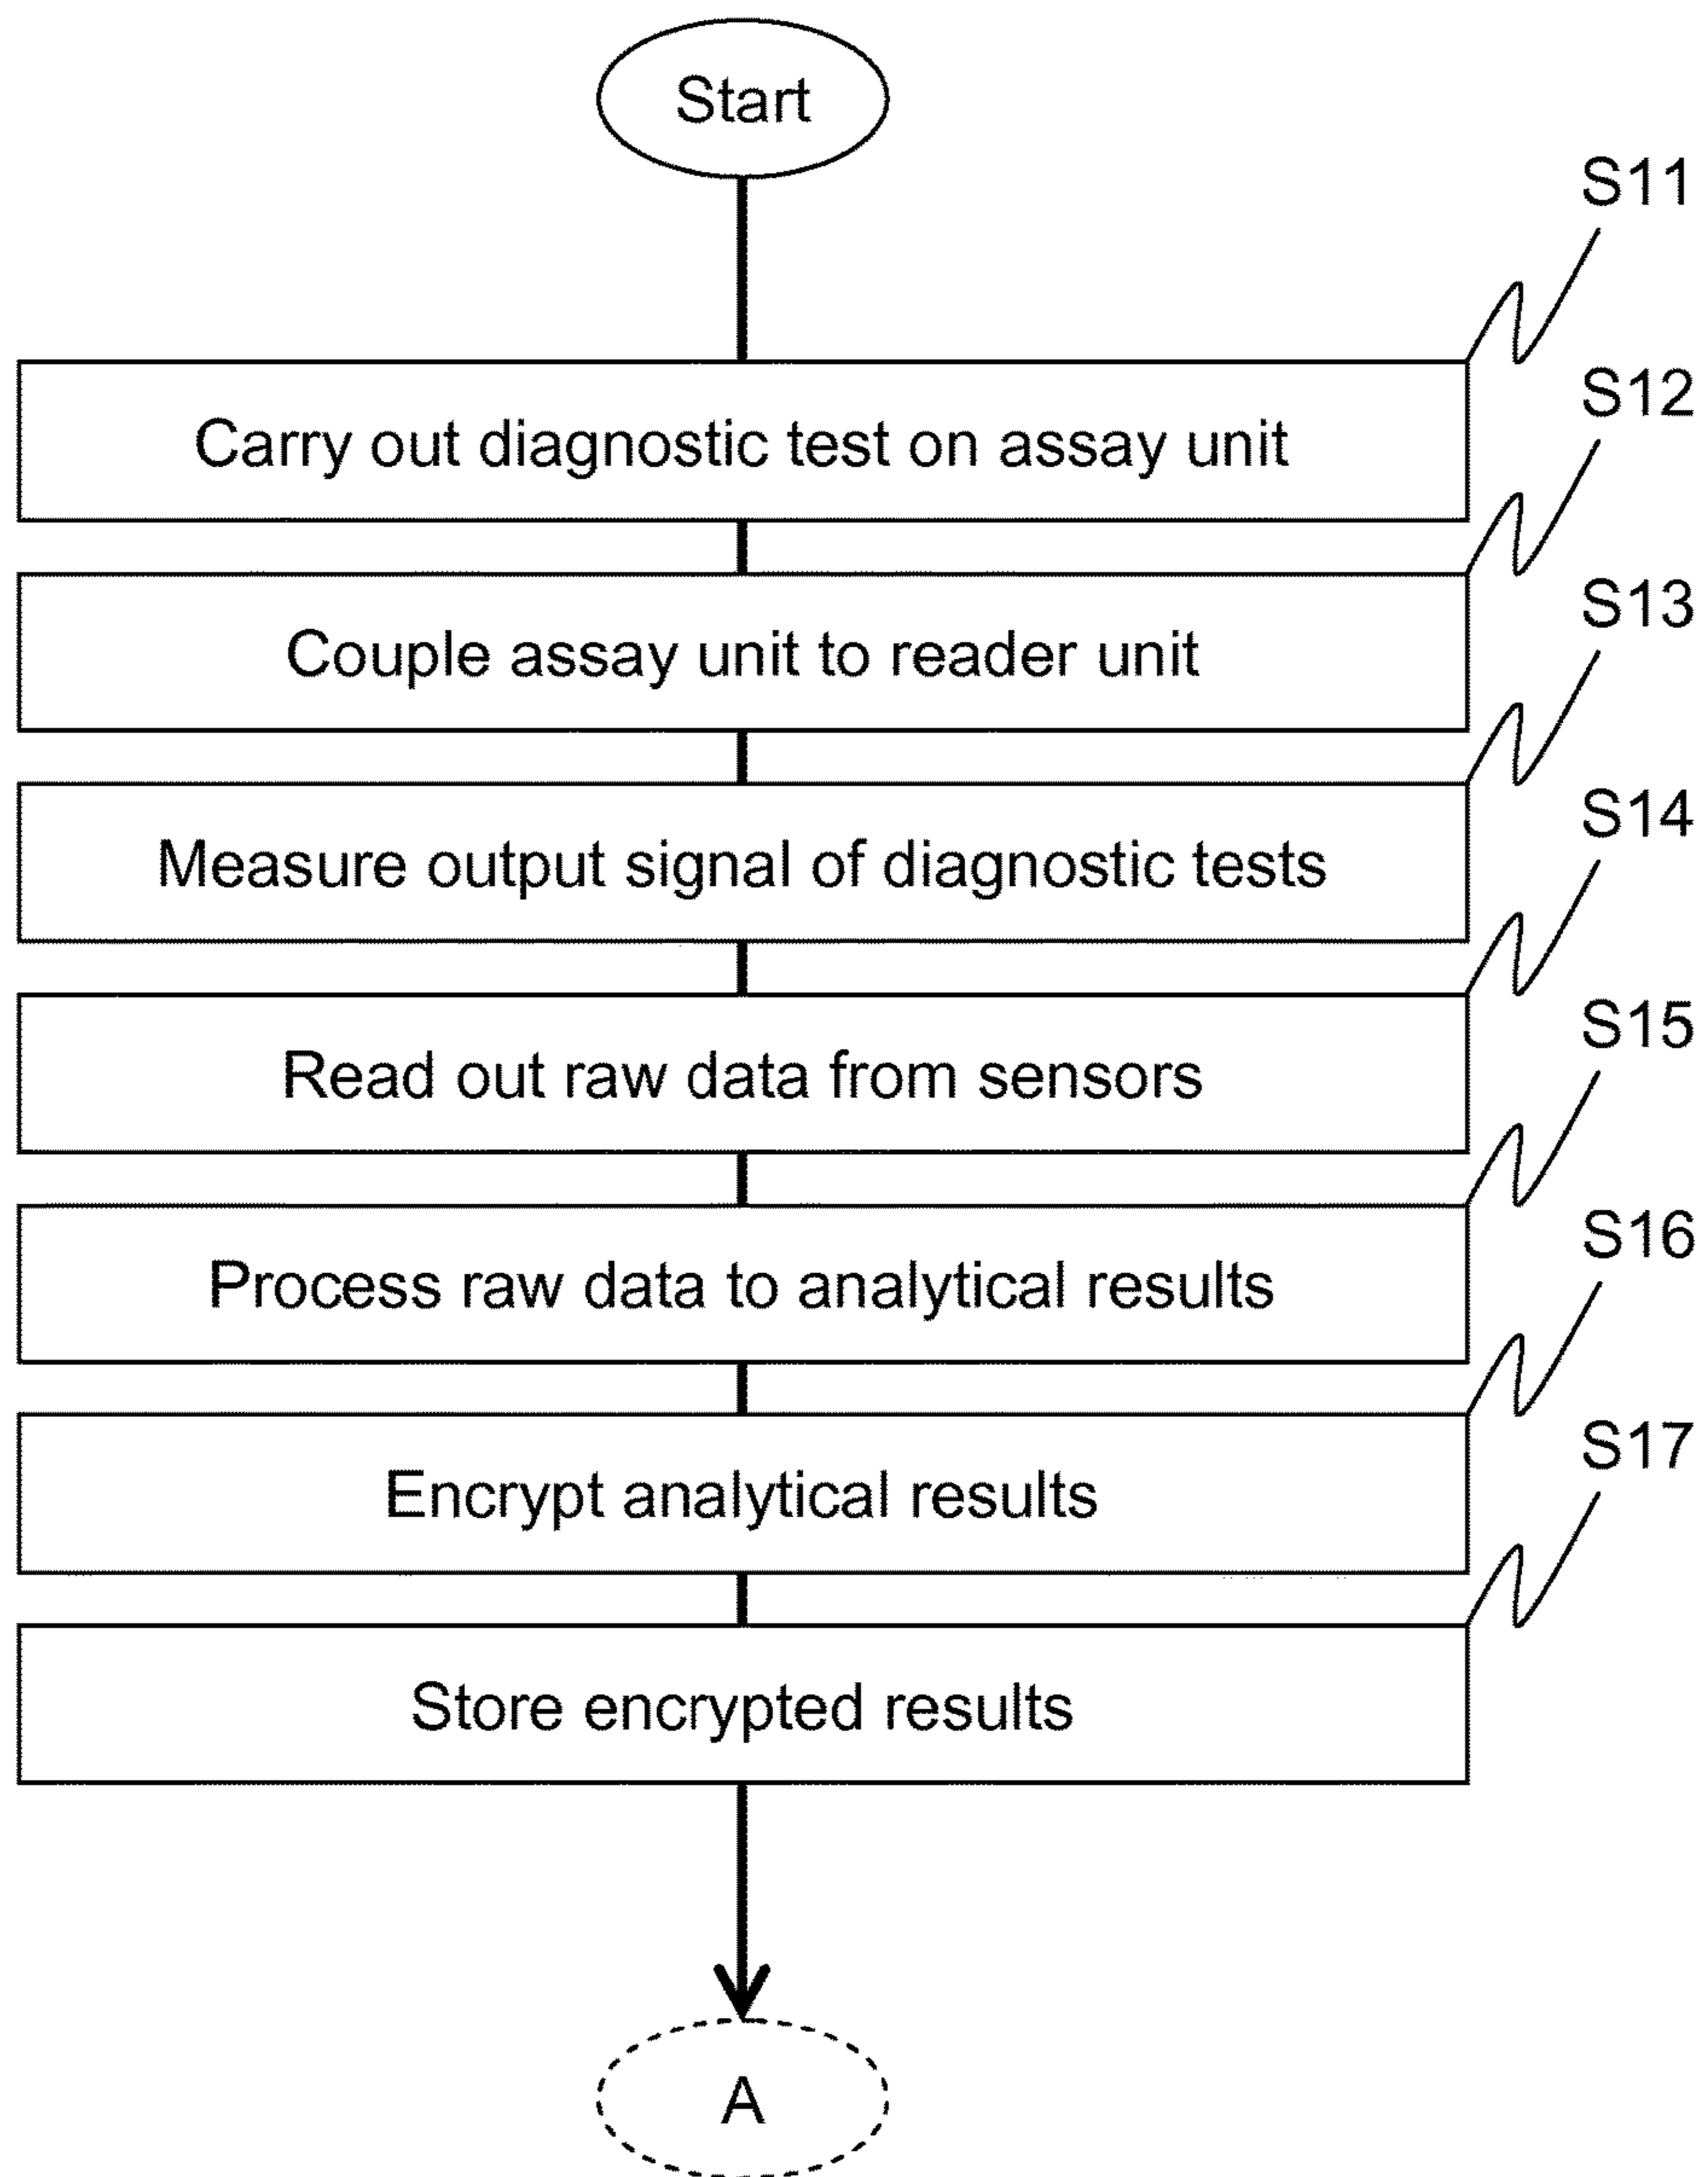 Start
S11
Carry out diagnostic test on assay unit
S12
Couple assay unit to reader unit
S13
Measure output signal of diagnostic tests
S14
Read out raw data from sensors
S15
Process raw data to analytical results
S16
Encrypt analytical results
S17
Store encrypted results
A